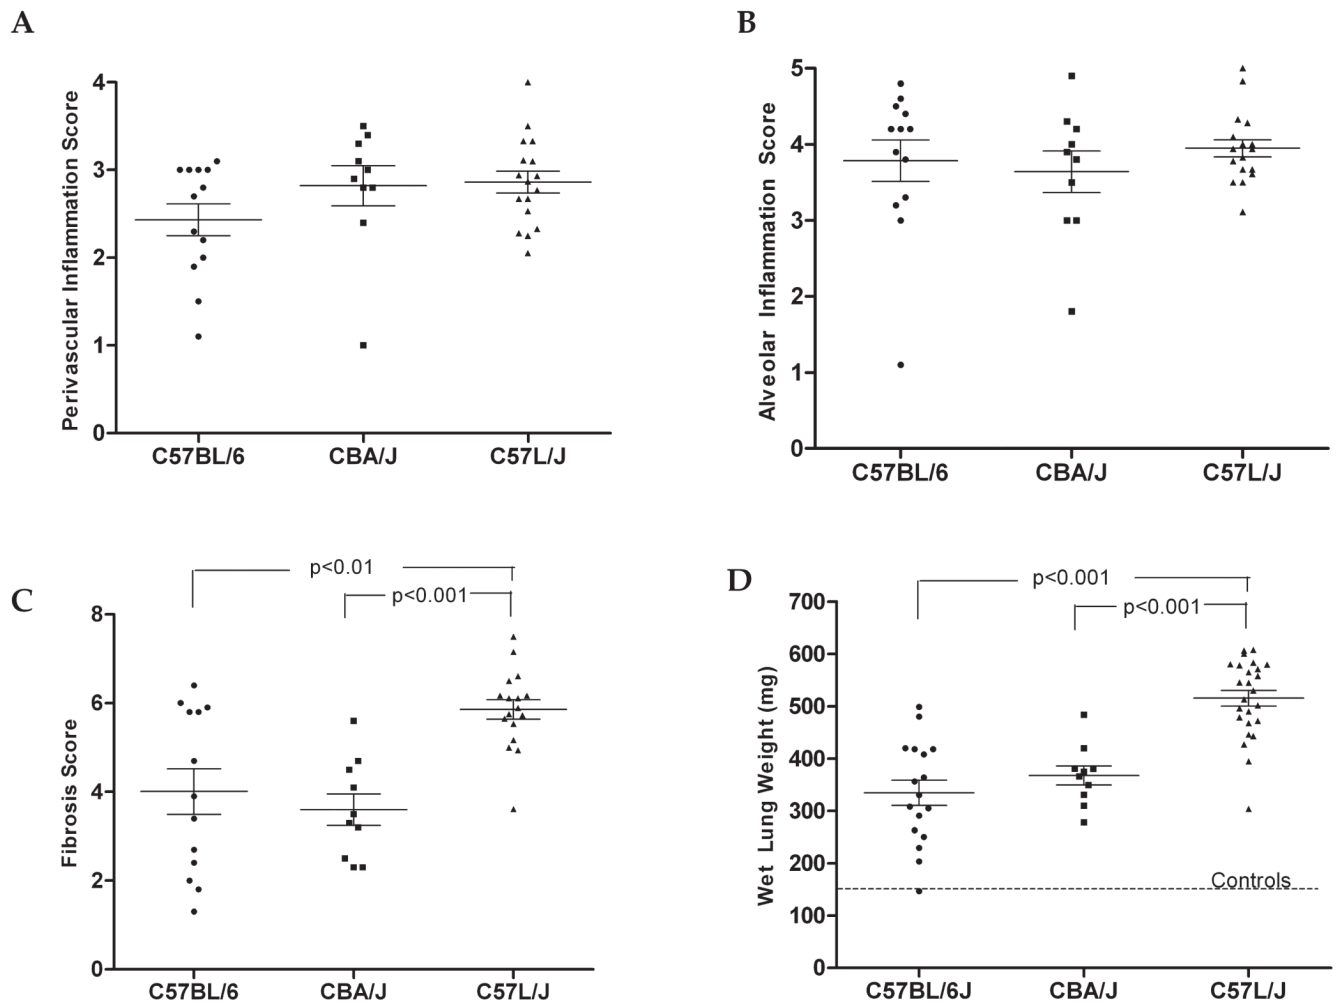 A
Perivascular Inflammation Score
4
3
2
1
0
C57BL/6 CBA/J C57L/J
B
Alveolar Inflammation Score
5
4
3
2
1
0
C57BL/6 CBA/J C57L/J
C
p<0.01
p<0.001
Fibrosis Score
8
6
4
2
0
C57BL/6 CBA/J C57L/J
D
p<0.001
p<0.001
Wet Lung Weight (mg)
700
600
500
400
300
200
100
0
Controls
C57BL/6J CBA/J C57L/J